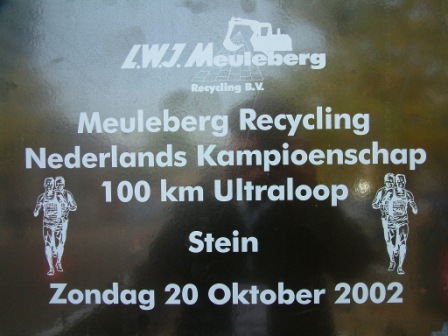 L.W.J. Meuleberg
Recycling B.V.
Meuleberg Recycling
Nederlands Kampioenschap
100 km Ultraloop
Stein
Zondag 20 Oktober 2002